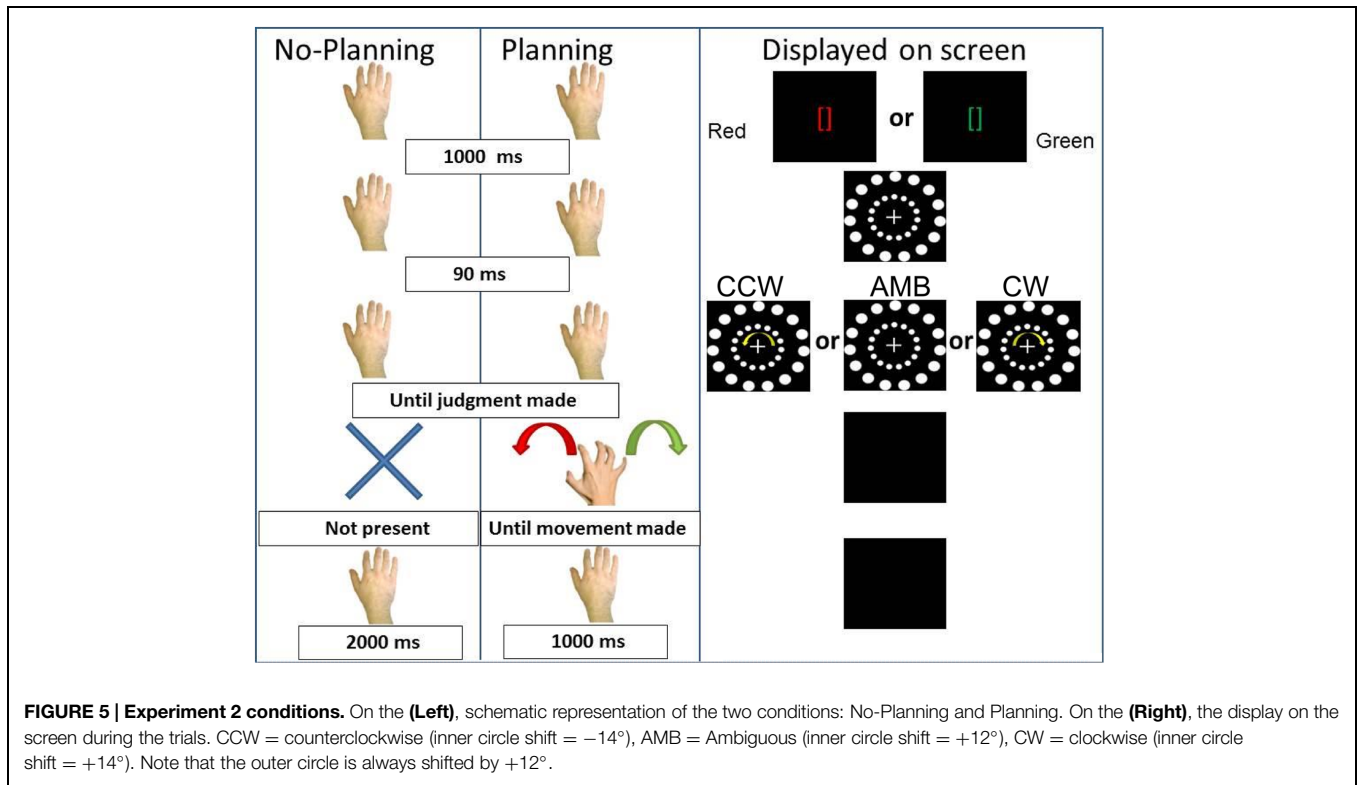 No-Planning Planning Displayed on screen
[] or []
Red Green
1000 ms
90 ms
CCW AMB CW
or or
Until judgment made
Not present Until movement made
2000 ms 1000 ms
FIGURE 5 | Experiment 2 conditions. On the (Left), schematic representation of the two conditions: No-Planning and Planning. On the (Right), the display on the
screen during the trials. CCW = counterclockwise (inner circle shift = −14°), AMB = Ambiguous (inner circle shift = +12°), CW = clockwise (inner circle
shift = +14°). Note that the outer circle is always shifted by +12°.